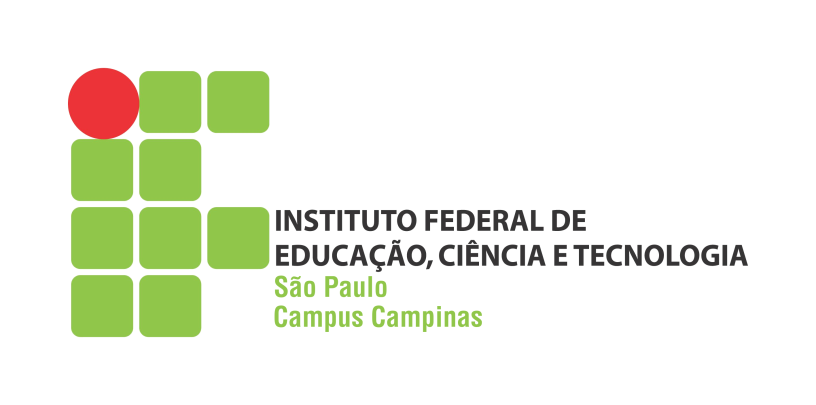 INSTITUTO FEDERAL DE
EDUCAÇÃO, CIÊNCIA E TECNOLOGIA
São Paulo
Campus Campinas